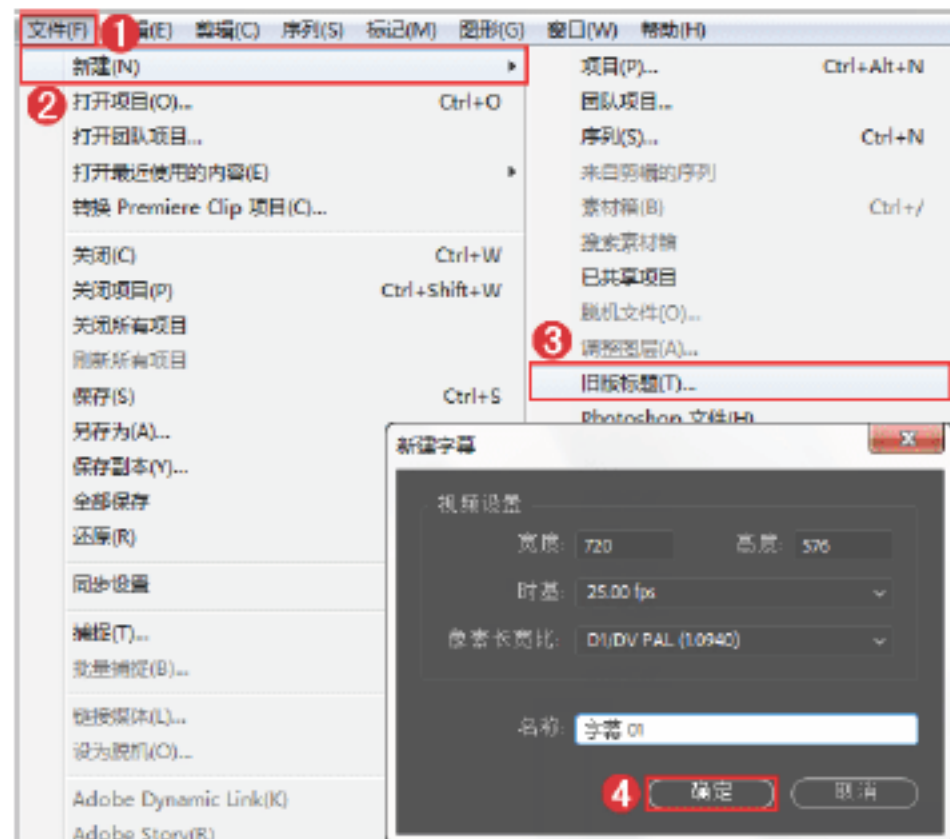 文件(F) 1 辑(E) 剪辑(C) 序列(S) 标记(M) 图形(G) 窗口(W) 帮助(H)
新建(N)
2 打开项目(O)... Ctrl+O
打开团队项目...
打开最近使用的内容(E)
转换 Premiere Clip 项目(C)...
关闭(C) Ctrl+W
关闭项目(P) Ctrl+Shift+W
关闭所有项目
刷新所有项目
保存(S) Ctrl+S
另存为(A)...
保存副本(Y)...
全部保存
还原(R)
同步设置
捕捉(T)...
批量捕捉(B)...
链接媒体(L)...
设为脱机(O)...
Adobe Dynamic Link(K)
Adobe Story(R)
项目(P)... Ctrl+Alt+N
团队项目...
序列(S)... Ctrl+N
来自剪辑的序列
素材箱(B) Ctrl+/
搜索素材箱
已共享项目
脱机文件(O)...
3 调整图层(A)...
旧版标题(T)...
Photoshop 文件(H)
新建字幕
视频设置
宽度: 720 高度: 576
时基: 25.00 fps
像素长宽比: D1/DV PAL (1.0940)
名称: 字幕 01
4 确定 取消